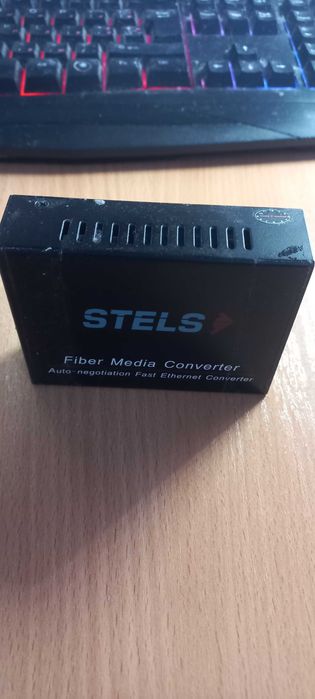 STELS
Fiber Media Converter
Auto-negotiation Fast Ethernet Converter